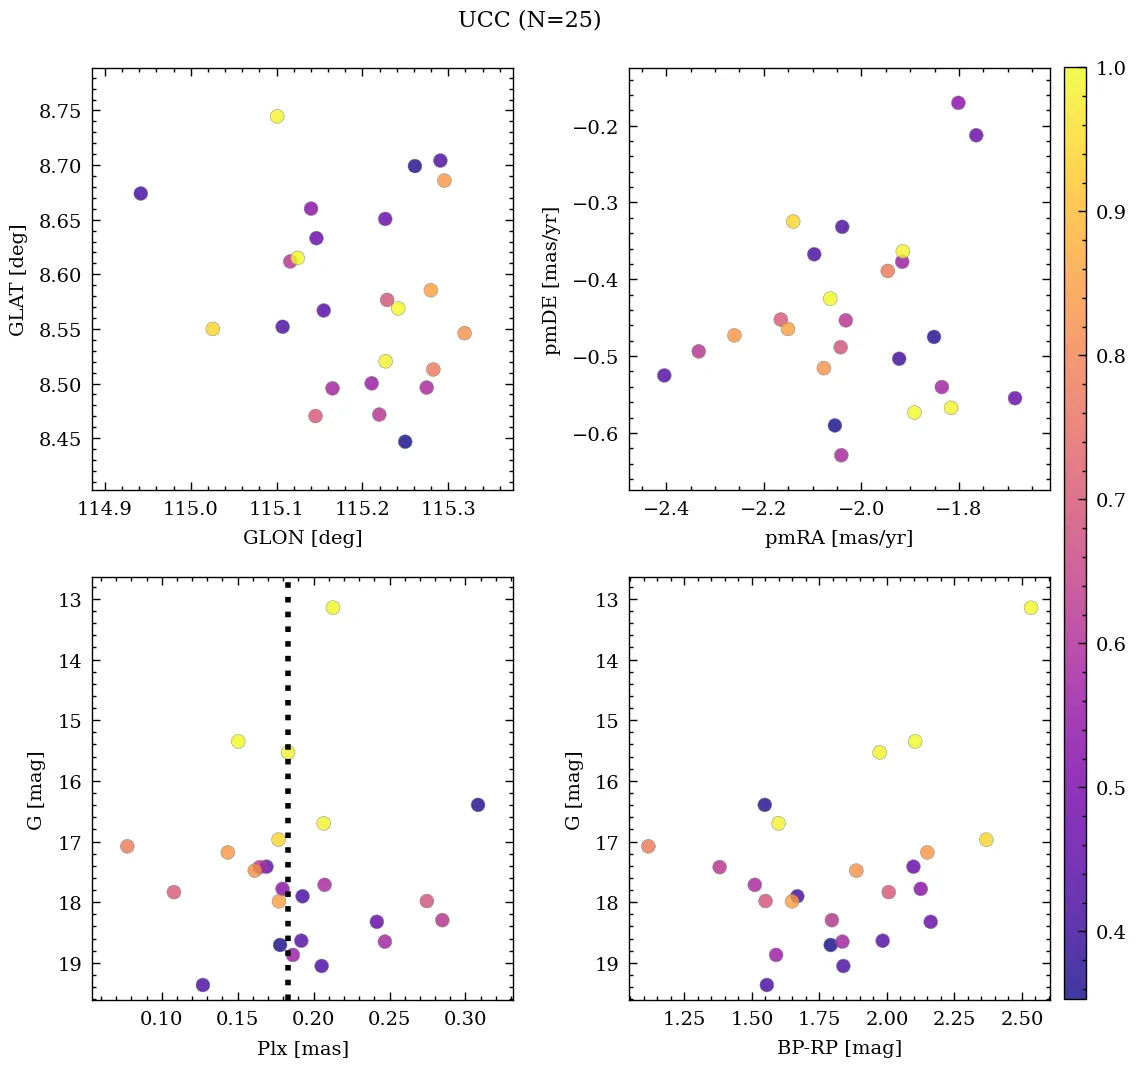 UCC (N=25)
8.75
8.70
8.65
8.60
8.55
8.50
8.45
GLAT [deg]
114.9 115.0 115.1 115.2 115.3
GLON [deg]
−0.2
−0.3
−0.4
−0.5
−0.6
pmDE [mas/yr]
−2.4 −2.2 −2.0 −1.8
pmRA [mas/yr]
1.0
0.9
0.8
0.7
0.6
0.5
0.4
13
14
15
16
17
18
19
G [mag]
0.10 0.15 0.20 0.25 0.30
Plx [mas]
13
14
15
16
17
18
19
G [mag]
1.25 1.50 1.75 2.00 2.25 2.50
BP-RP [mag]